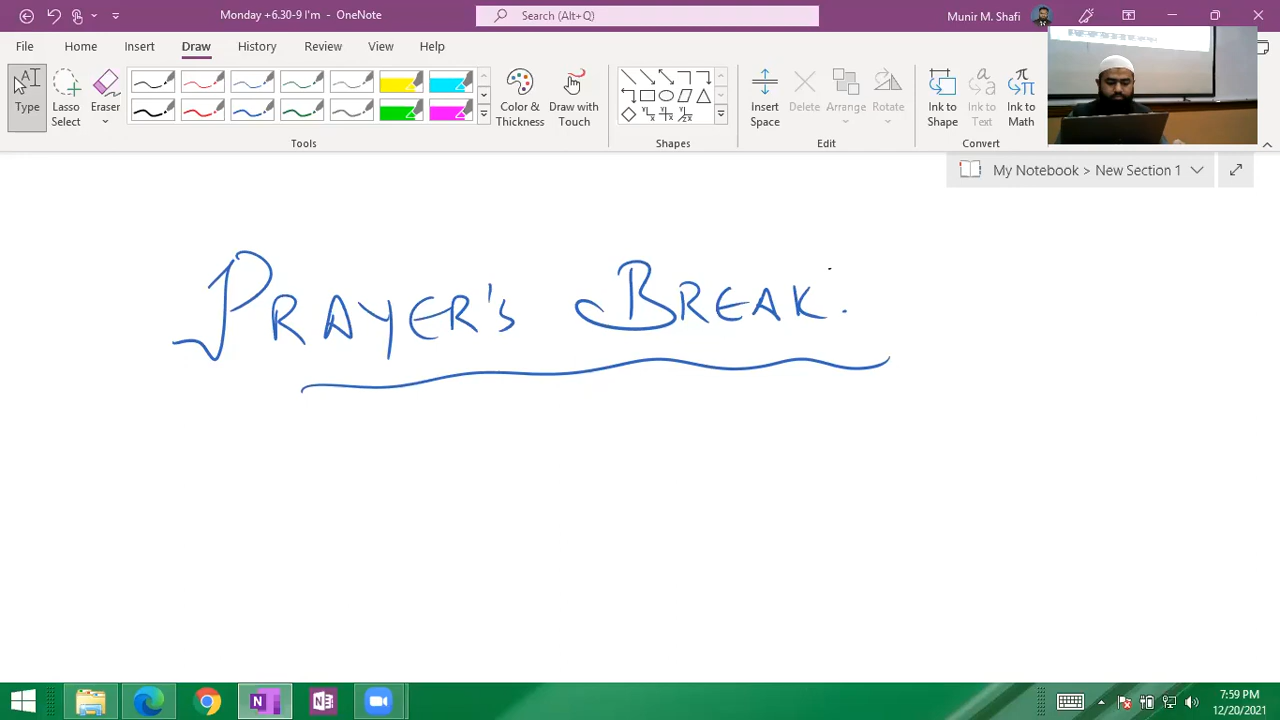 Monday +6.30-9 I'm - OneNote
Search (Alt+Q)
Munir M. Shafi
File Home Insert Draw History Review View Help
Type
Lasso Select
Eraser
Color & Thickness
Draw with Touch
Insert Space
Delete
Arrange
Rotate
Ink to Shape
Ink to Text
Ink to Math
Tools Shapes Edit Convert
My Notebook > New Section 1
PRAYER'S BREAK.
7:59 PM
12/20/2021